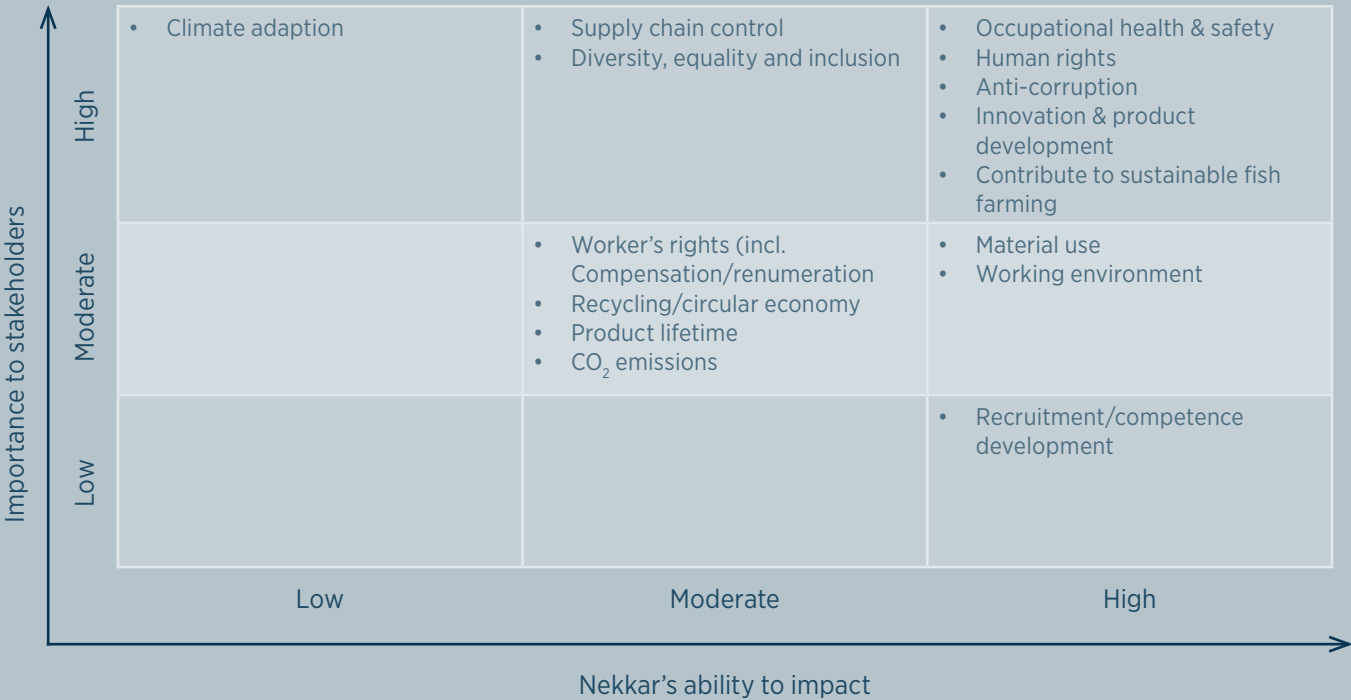 Importance to stakeholders
High
• Climate adaption
• Supply chain control
• Diversity, equality and inclusion
• Occupational health & safety
• Human rights
• Anti-corruption
• Innovation & product
development
• Contribute to sustainable fish
farming
Moderate
• Worker’s rights (incl.
Compensation/renumeration
• Recycling/circular economy
• Product lifetime
• CO₂ emissions
• Material use
• Working environment
Low
• Recruitment/competence
development
Low
Moderate
High
Nekkar’s ability to impact